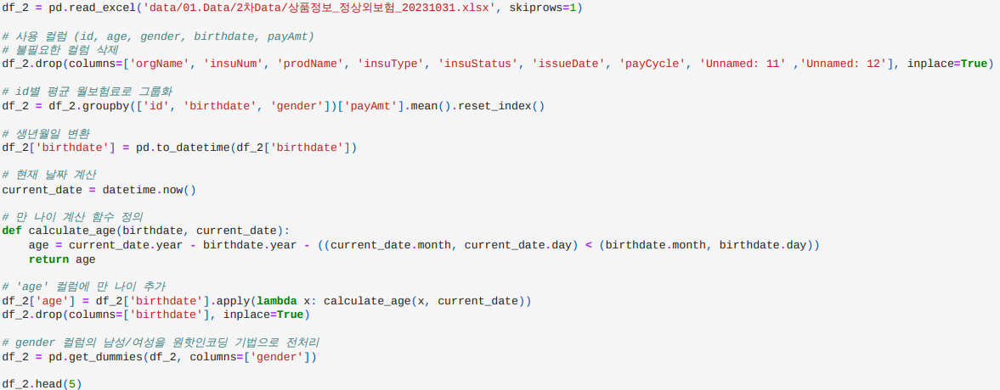 df_2 = pd.read_excel('data/01.Data/2차Data/상품정보_정상외보험_20231031.xlsx', skiprows=1)
# 사용 컬럼 (id, age, gender, birthdate, payAmt)
# 불필요한 컬럼 삭제
df_2.drop(columns=['orgName', 'insuNum', 'prodName', 'insuType', 'insuStatus', 'issueDate', 'payCycle', 'Unnamed: 11' ,'Unnamed: 12'], inplace=True)
# id별 평균 월보험료로 그룹화
df_2 = df_2.groupby(['id', 'birthdate', 'gender'])['payAmt'].mean().reset_index()
# 생년월일 변환
df_2['birthdate'] = pd.to_datetime(df_2['birthdate'])
# 현재 날짜 계산
current_date = datetime.now()
# 만 나이 계산 함수 정의
def calculate_age(birthdate, current_date):
    age = current_date.year - birthdate.year - ((current_date.month, current_date.day) < (birthdate.month, birthdate.day))
    return age
# 'age' 컬럼에 만 나이 추가
df_2['age'] = df_2['birthdate'].apply(lambda x: calculate_age(x, current_date))
df_2.drop(columns=['birthdate'], inplace=True)
# gender 컬럼의 남성/여성을 원핫인코딩 기법으로 전처리
df_2 = pd.get_dummies(df_2, columns=['gender'])
df_2.head(5)